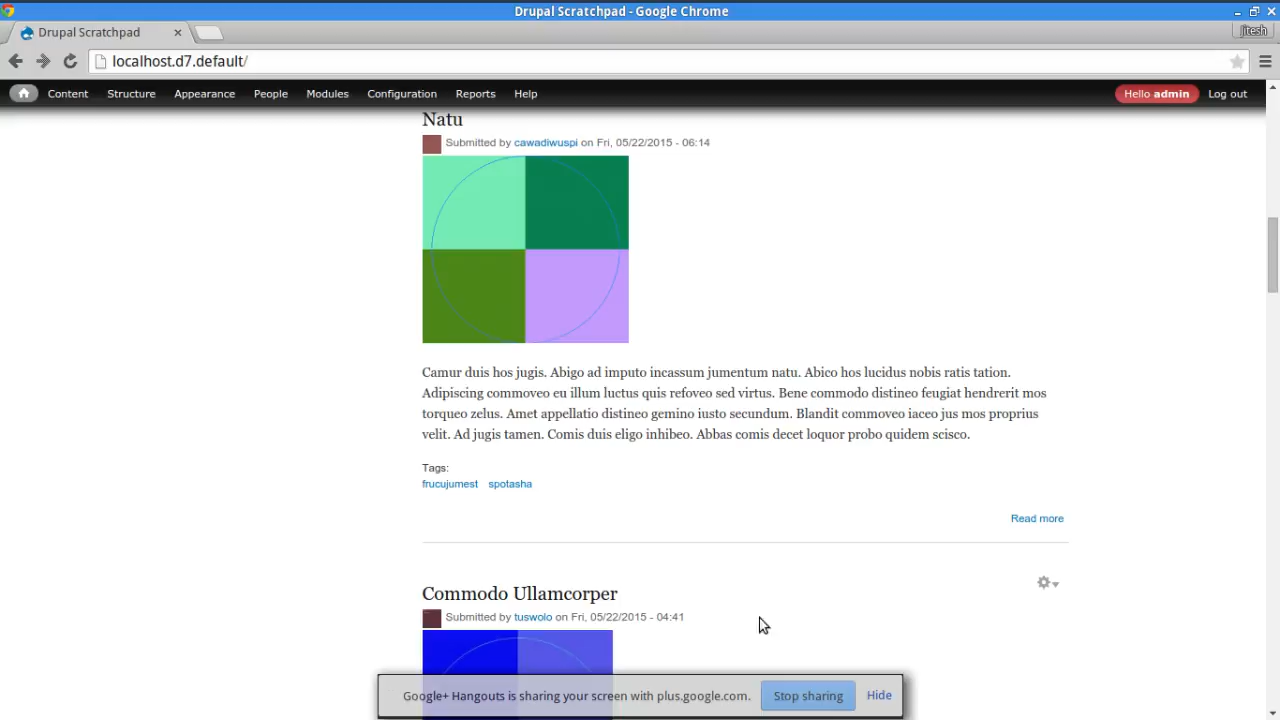 Drupal Scratchpad - Google Chrome
Drupal Scratchpad
jitesh
localhost.d7.default/
Content Structure Appearance People Modules Configuration Reports Help Hello admin Log out
Natu
Submitted by cawadiwuspi on Fri, 05/22/2015 - 06:14
Camur duis hos jugis. Abigo ad imputo incassum jumentum natu. Abico hos lucidus nobis ratis tation.
Adipiscing commoveo eu illum luctus quis refoveo sed virtus. Bene commodo distineo feugiat hendrerit mos
torqueo zelus. Amet appellatio distineo gemino iusto secundum. Blandit commoveo iaceo jus mos proprius
velit. Ad jugis tamen. Comis duis eligo inhibeo. Abbas comis decet loquor probo quidem scisco.
Tags:
frucujumest spotasha
Read more
Commodo Ullamcorper
Submitted by tuswolo on Fri, 05/22/2015 - 04:41
Google+ Hangouts is sharing your screen with plus.google.com. Stop sharing Hide